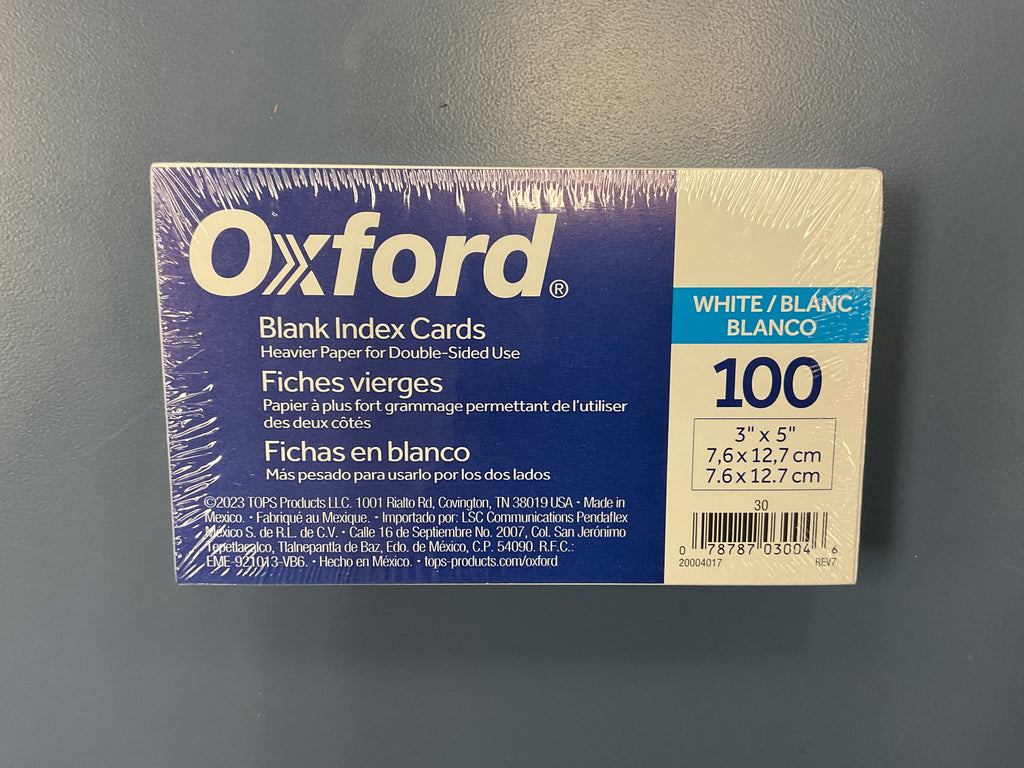 Oxford®
Blank Index Cards
Heavier Paper for Double-Sided Use
Fiches vierges
Papier à plus fort grammage permettant de l'utiliser
des deux côtés
Fichas en blanco
Más pesado para usarlo por los dos lados
©2023 TOPS Products LLC. 1001 Rialto Rd, Covington, TN 38019 USA • Made in
Mexico. • Fabriqué au Mexique. • Importado por: LSC Communications Pendaflex
México S. de R.L. de C.V. • Calle 16 de Septiembre No. 2007, Col. San Jerónimo
Tepetlacalco, Tlalnepantla de Baz, Edo. de México, C.P. 54090. R.F.C.:
EME-921013-VB6. • Hecho en México. • tops-products.com/oxford
WHITE / BLANC
BLANCO
100
3" x 5"
7,6 x 12,7 cm
7.6 x 12.7 cm
30
0 78787 03004 6
20004017 REV7